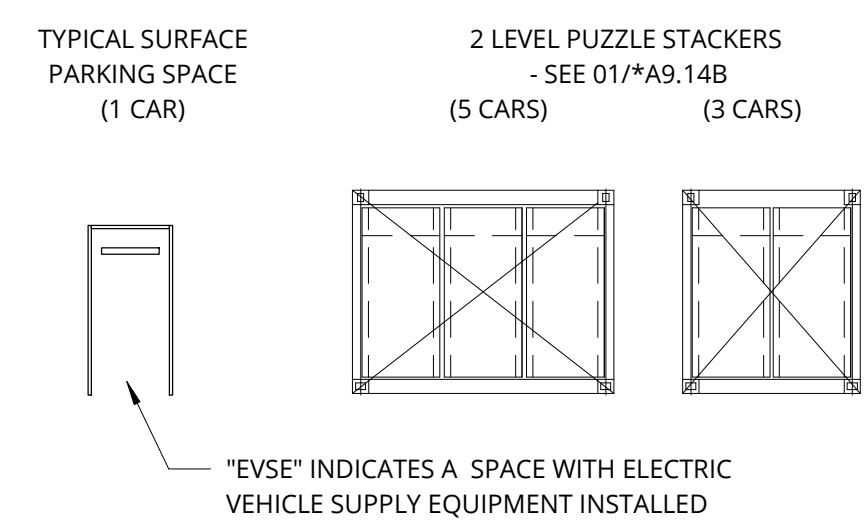 TYPICAL SURFACE
PARKING SPACE
(1 CAR)
2 LEVEL PUZZLE STACKERS
- SEE 01/*A9.14B
(5 CARS) (3 CARS)
"EVSE" INDICATES A SPACE WITH ELECTRIC
VEHICLE SUPPLY EQUIPMENT INSTALLED